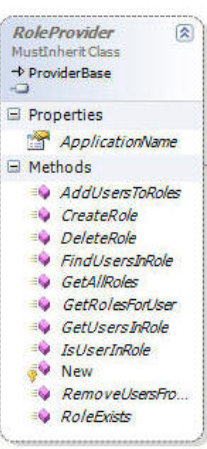 RoleProvider
MustInherit Class
ProviderBase
Properties
ApplicationName
Methods
AddUsersToRoles
CreateRole
DeleteRole
FindUsersInRole
GetAllRoles
GetRolesForUser
GetUsersInRole
IsUserInRole
New
RemoveUsersFro...
RoleExists